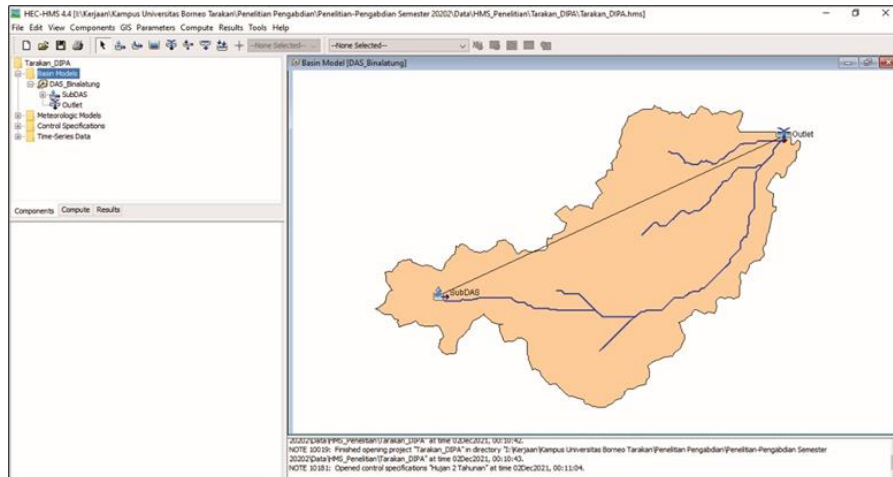 HEC-HMS 4.4 [I:\Kerjaan\Kampus Universitas Borneo Tarakan\Penelitian Pengabdian\Penelitian-Pengabdian Semester 20202\Data\HMS_Penelitian\Tarakan_DIPA\Tarakan_DIPA.hms]
File Edit View Components GIS Parameters Compute Results Tools Help
--None Selected-- --None Selected--
Tarakan_DIPA
Basin Models
DAS_Binalatung
SubDAS
Outlet
Meteorologic Models
Control Specifications
Time-Series Data
Components Compute Results
Basin Model [DAS_Binalatung]
Outlet
SubDAS
20202\Data\HMS_Penelitian\Tarakan_DIPA" at time 02Dec2021, 00:10:42.
NOTE 10019: Finished opening project "Tarakan_DIPA" in directory "I:\Kerjaan\Kampus Universitas Borneo Tarakan\Penelitian Pengabdian\Penelitian-Pengabdian Semester
20202\Data\HMS_Penelitian\Tarakan_DIPA" at time 02Dec2021, 00:10:43.
NOTE 10181: Opened control specifications "Hujan 2 Tahunan" at time 02Dec2021, 00:11:04.